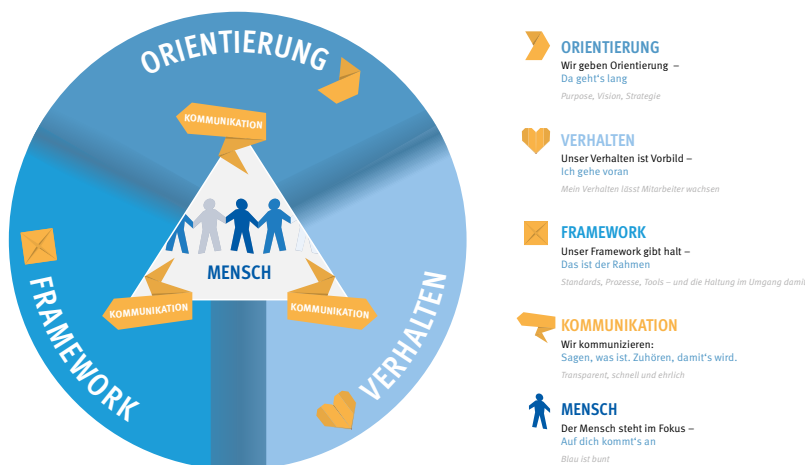 ORIENTIERUNG
KOMMUNIKATION
MENSCH
KOMMUNIKATION
KOMMUNIKATION
FRAMEWORK
VERHALTEN
ORIENTIERUNG
Wir geben Orientierung –
Da geht's lang
Purpose, Vision, Strategie
VERHALTEN
Unser Verhalten ist Vorbild –
Ich gehe voran
Mein Verhalten lässt Mitarbeiter wachsen
FRAMEWORK
Unser Framework gibt halt –
Das ist der Rahmen
Standards, Prozesse, Tools – und die Haltung im Umgang damit
KOMMUNIKATION
Wir kommunizieren:
Sagen, was ist. Zuhören, damit's wird.
Transparent, schnell und ehrlich
MENSCH
Der Mensch steht im Fokus –
Auf dich kommt's an
Blau ist bunt